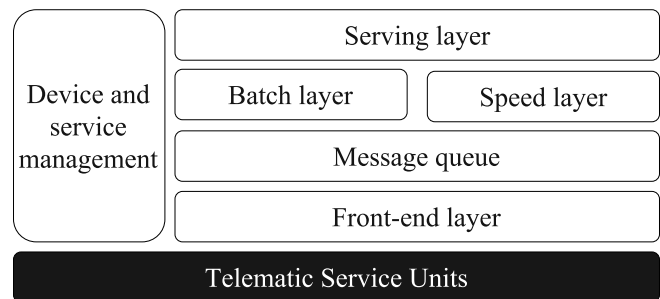 Device and
service
management
Serving layer
Batch layer
Speed layer
Message queue
Front-end layer
Telematic Service Units